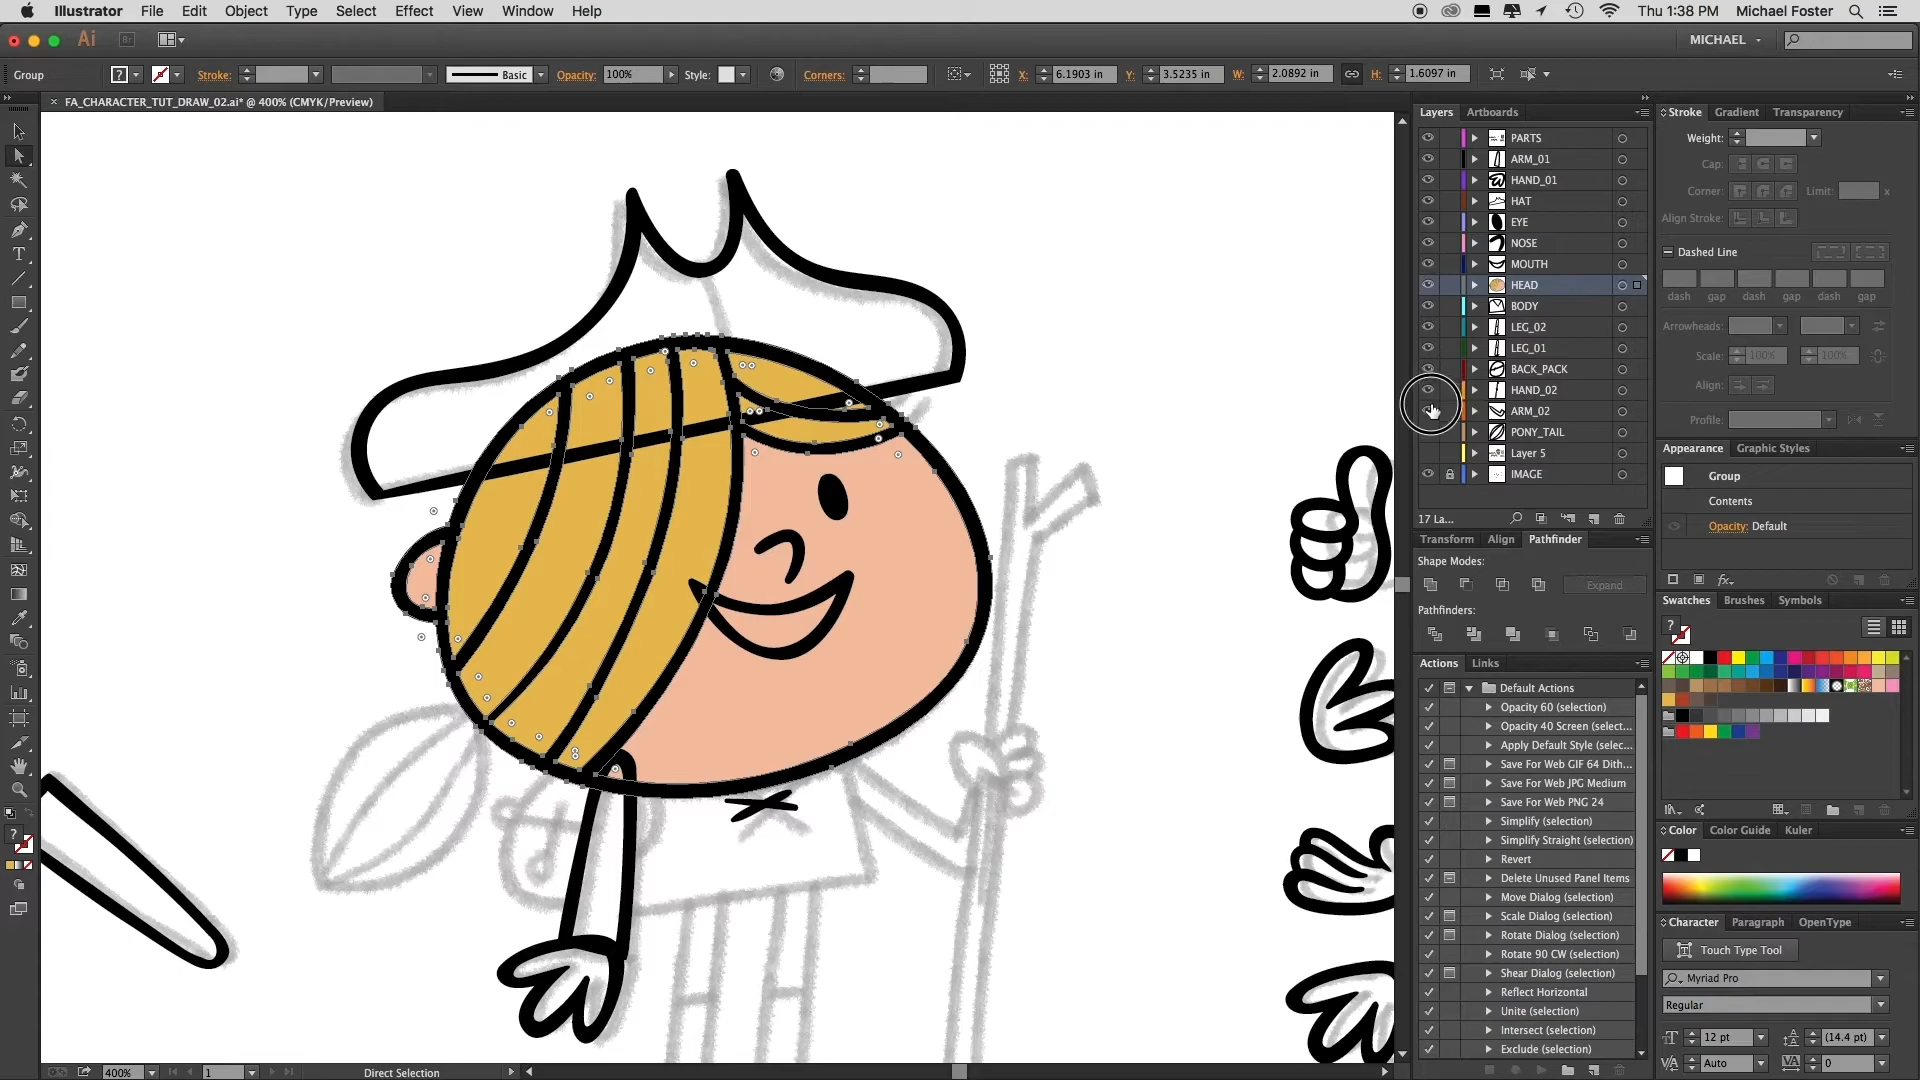 Illustrator File Edit Object Type Select Effect View Window Help Thu 1:38 PM Michael Foster
Ai Br MICHAEL
Group ? Stroke: Basic Opacity: 100% Style: Corners: X: 6.1903 in Y: 3.5235 in W: 2.0892 in H: 1.6097 in
× FA_CHARACTER_TUT_DRAW_02.ai* @ 400% (CMYK/Preview)
Layers Artboards
PARTS
ARM_01
HAND_01
HAT
EYE
NOSE
MOUTH
HEAD
BODY
LEG_02
LEG_01
BACK_PACK
HAND_02
ARM_02
PONY_TAIL
Layer 5
IMAGE
17 La...
Transform Align Pathfinder
Shape Modes:
Expand
Pathfinders:
Actions Links
Default Actions
Opacity 60 (selection)
Opacity 40 Screen (select...
Apply Default Style (selec...
Save For Web GIF 64 Dith...
Save For Web JPG Medium
Save For Web PNG 24
Simplify (selection)
Simplify Straight (selection)
Revert
Delete Unused Panel Items
Move Dialog (selection)
Scale Dialog (selection)
Rotate Dialog (selection)
Rotate 90 CW (selection)
Shear Dialog (selection)
Reflect Horizontal
Unite (selection)
Intersect (selection)
Exclude (selection)
Stroke Gradient Transparency
Weight:
Cap:
Corner: Limit: x
Align Stroke:
Dashed Line
dash gap dash gap dash gap
Arrowheads:
Scale: 100% 100%
Align:
Profile:
Appearance Graphic Styles
Group
Contents
Opacity: Default
fx
Swatches Brushes Symbols
?
Color Color Guide Kuler
Character Paragraph OpenType
Touch Type Tool
Myriad Pro
Regular
12 pt (14.4 pt)
Auto 0
400% 1 Direct Selection